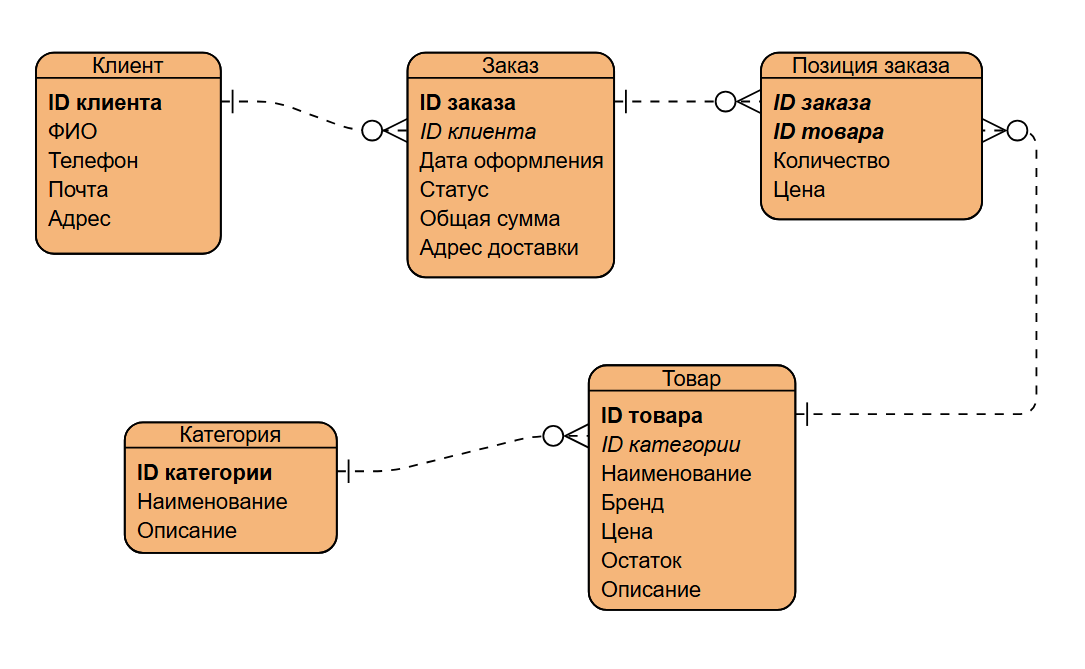 Клиент
ID клиента
ФИО
Телефон
Почта
Адрес
Заказ
ID заказа
ID клиента
Дата оформления
Статус
Общая сумма
Адрес доставки
Позиция заказа
ID заказа
ID товара
Количество
Цена
Категория
ID категории
Наименование
Описание
Товар
ID товара
ID категории
Наименование
Бренд
Цена
Остаток
Описание